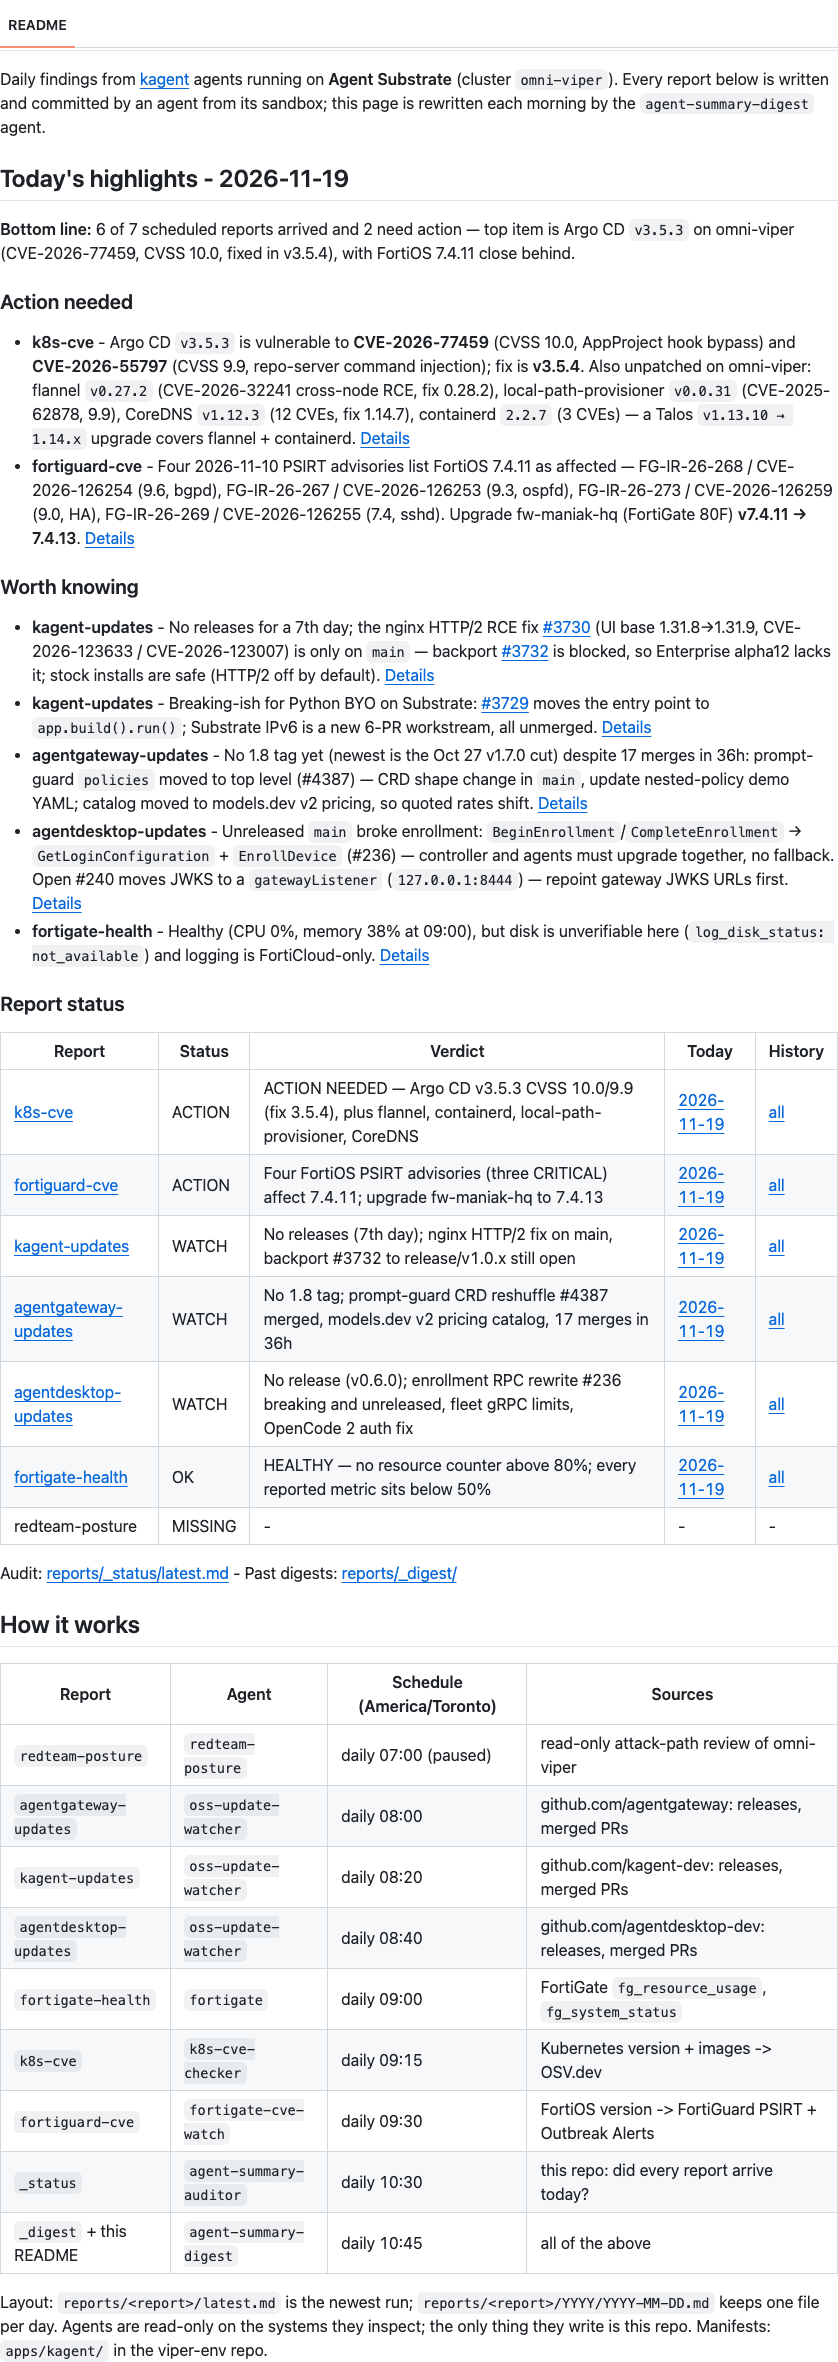 README
Daily findings from kagent agents running on Agent Substrate (cluster omni-viper). Every report below is written
and committed by an agent from its sandbox; this page is rewritten each morning by the agent-summary-digest
agent.
Today's highlights - 2026-11-19
Bottom line: 6 of 7 scheduled reports arrived and 2 need action — top item is Argo CD v3.5.3 on omni-viper
(CVE-2026-77459, CVSS 10.0, fixed in v3.5.4), with FortiOS 7.4.11 close behind.
Action needed
• k8s-cve - Argo CD v3.5.3 is vulnerable to CVE-2026-77459 (CVSS 10.0, AppProject hook bypass) and
CVE-2026-55797 (CVSS 9.9, repo-server command injection); fix is v3.5.4. Also unpatched on omni-viper:
flannel v0.27.2 (CVE-2026-32241 cross-node RCE, fix 0.28.2), local-path-provisioner v0.0.31 (CVE-2025-
62878, 9.9), CoreDNS v1.12.3 (12 CVEs, fix 1.14.7), containerd 2.2.7 (3 CVEs) — a Talos v1.13.10 →
1.14.x upgrade covers flannel + containerd. Details
• fortiguard-cve - Four 2026-11-10 PSIRT advisories list FortiOS 7.4.11 as affected — FG-IR-26-268 / CVE-
2026-126254 (9.6, bgpd), FG-IR-26-267 / CVE-2026-126253 (9.3, ospfd), FG-IR-26-273 / CVE-2026-126259
(9.0, HA), FG-IR-26-269 / CVE-2026-126255 (7.4, sshd). Upgrade fw-maniak-hq (FortiGate 80F) v7.4.11 →
7.4.13. Details
Worth knowing
• kagent-updates - No releases for a 7th day; the nginx HTTP/2 RCE fix #3730 (UI base 1.31.8→1.31.9, CVE-
2026-123633 / CVE-2026-123007) is only on main — backport #3732 is blocked, so Enterprise alpha12 lacks
it; stock installs are safe (HTTP/2 off by default). Details
• kagent-updates - Breaking-ish for Python BYO on Substrate: #3729 moves the entry point to
app.build().run(); Substrate IPv6 is a new 6-PR workstream, all unmerged. Details
• agentgateway-updates - No 1.8 tag yet (newest is the Oct 27 v1.7.0 cut) despite 17 merges in 36h: prompt-
guard policies moved to top level (#4387) — CRD shape change in main, update nested-policy demo
YAML; catalog moved to models.dev v2 pricing, so quoted rates shift. Details
• agentdesktop-updates - Unreleased main broke enrollment: BeginEnrollment/CompleteEnrollment →
GetLoginConfiguration + EnrollDevice (#236) — controller and agents must upgrade together, no fallback.
Open #240 moves JWKS to a gatewayListener (127.0.0.1:8444) — repoint gateway JWKS URLs first.
Details
• fortigate-health - Healthy (CPU 0%, memory 38% at 09:00), but disk is unverifiable here (log_disk_status:
not_available) and logging is FortiCloud-only. Details
Report status
Report Status Verdict Today History
k8s-cve ACTION ACTION NEEDED — Argo CD v3.5.3 CVSS 10.0/9.9
(fix 3.5.4), plus flannel, containerd, local-path-
provisioner, CoreDNS 2026-
11-19 all
fortiguard-cve ACTION Four FortiOS PSIRT advisories (three CRITICAL)
affect 7.4.11; upgrade fw-maniak-hq to 7.4.13 2026-
11-19 all
kagent-updates WATCH No releases (7th day); nginx HTTP/2 fix on main,
backport #3732 to release/v1.0.x still open 2026-
11-19 all
agentgateway-
updates WATCH No 1.8 tag; prompt-guard CRD reshuffle #4387
merged, models.dev v2 pricing catalog, 17 merges in
36h 2026-
11-19 all
agentdesktop-
updates WATCH No release (v0.6.0); enrollment RPC rewrite #236
breaking and unreleased, fleet gRPC limits,
OpenCode 2 auth fix 2026-
11-19 all
fortigate-health OK HEALTHY — no resource counter above 80%; every
reported metric sits below 50% 2026-
11-19 all
redteam-posture MISSING - - -
Audit: reports/_status/latest.md - Past digests: reports/_digest/
How it works
Report Agent Schedule
(America/Toronto) Sources
redteam-posture redteam-
posture daily 07:00 (paused) read-only attack-path review of omni-
viper
agentgateway-
updates oss-update-
watcher daily 08:00 github.com/agentgateway: releases,
merged PRs
kagent-updates oss-update-
watcher daily 08:20 github.com/kagent-dev: releases,
merged PRs
agentdesktop-
updates oss-update-
watcher daily 08:40 github.com/agentdesktop-dev:
releases, merged PRs
fortigate-health fortigate daily 09:00 FortiGate fg_resource_usage,
fg_system_status
k8s-cve k8s-cve-
checker daily 09:15 Kubernetes version + images ->
OSV.dev
fortiguard-cve fortigate-cve-
watch daily 09:30 FortiOS version -> FortiGuard PSIRT +
Outbreak Alerts
_status agent-summary-
auditor daily 10:30 this repo: did every report arrive
today?
_digest + this
README agent-summary-
digest daily 10:45 all of the above
Layout: reports/<report>/latest.md is the newest run; reports/<report>/YYYY/YYYY-MM-DD.md keeps one file
per day. Agents are read-only on the systems they inspect; the only thing they write is this repo. Manifests:
apps/kagent/ in the viper-env repo.